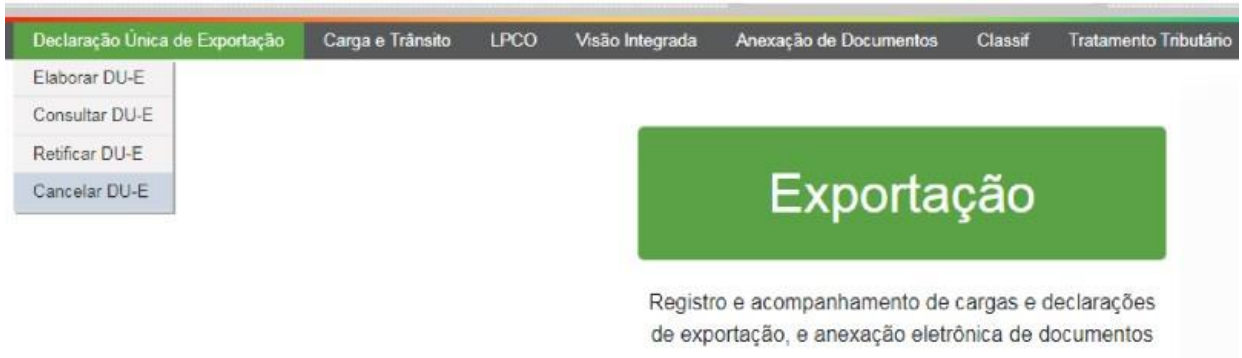 Declaração Única de Exportação Carga e Trânsito LPCO Visão Integrada Anexação de Documentos Classif Tratamento Tributário
Elaborar DU-E
Consultar DU-E
Retificar DU-E
Cancelar DU-E
Exportação
Registro e acompanhamento de cargas e declarações
de exportação, e anexação eletrônica de documentos